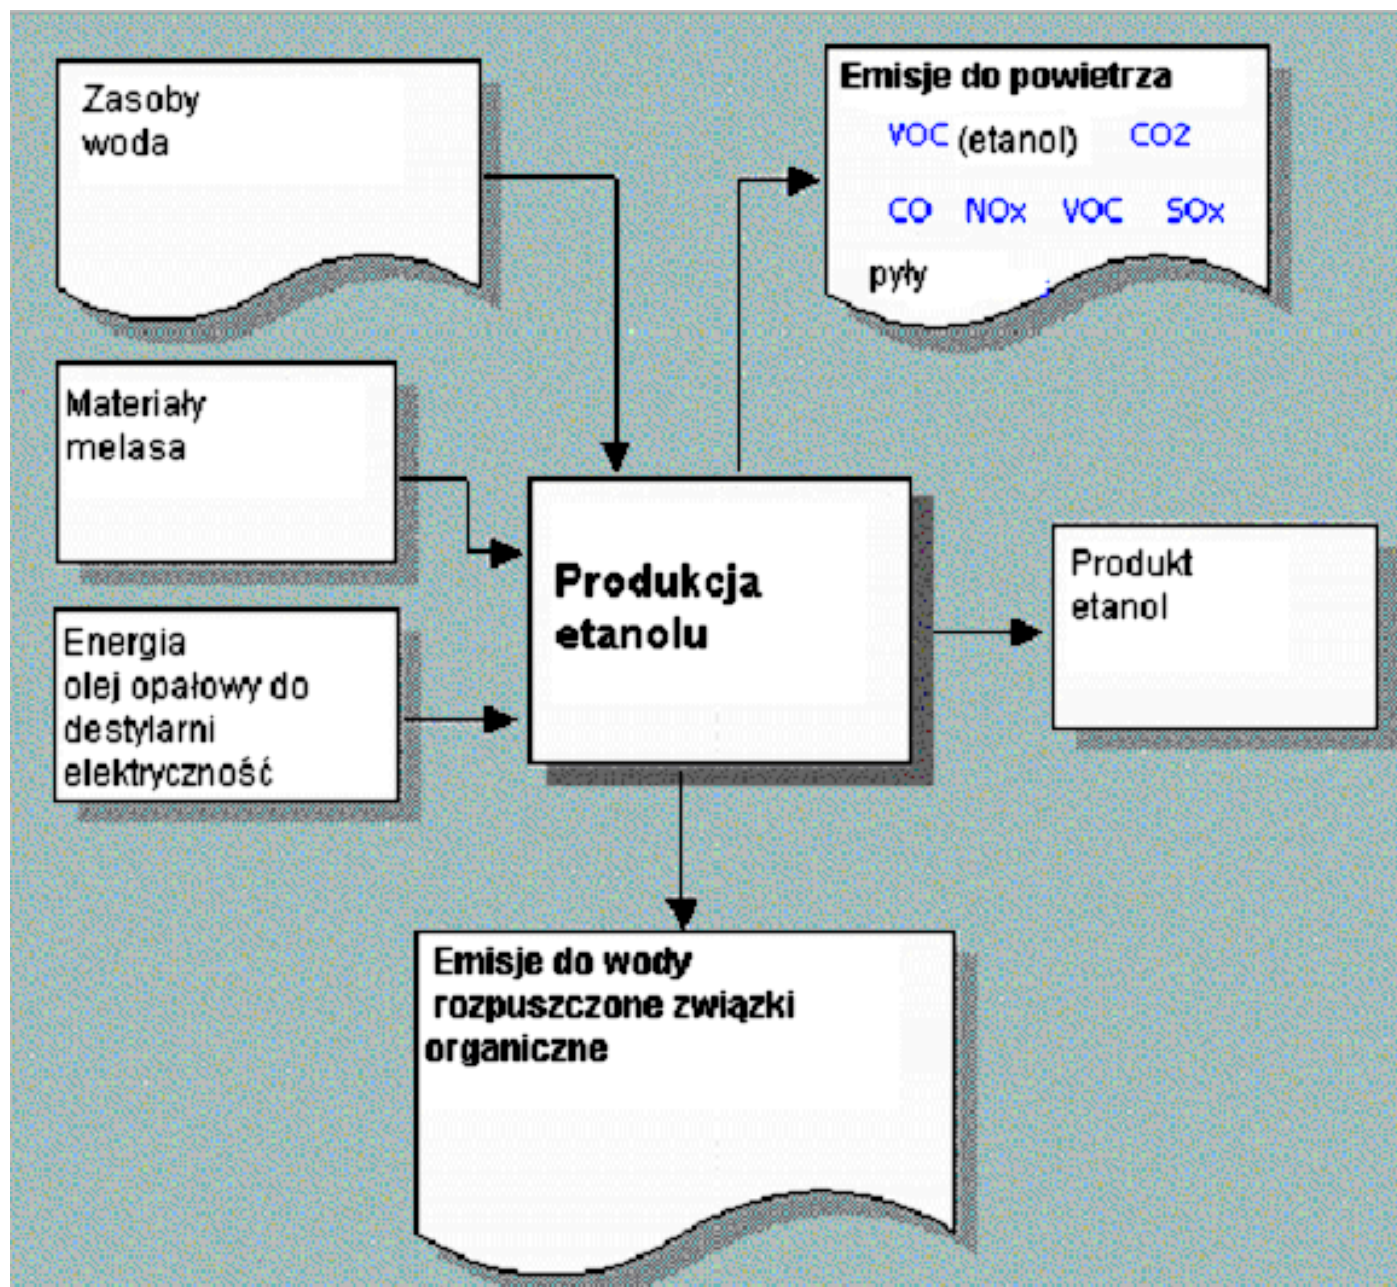 Zasoby
woda
Emisje do powietrza
VOC (etanol) CO2
CO NOx VOC SOx
pyły
Materiały
melasa
Produkcja
etanolu
Produkt
etanol
Energia
olej opałowy do
destylarni
elektryczność
Emisje do wody
rozpuszczone związki
organiczne